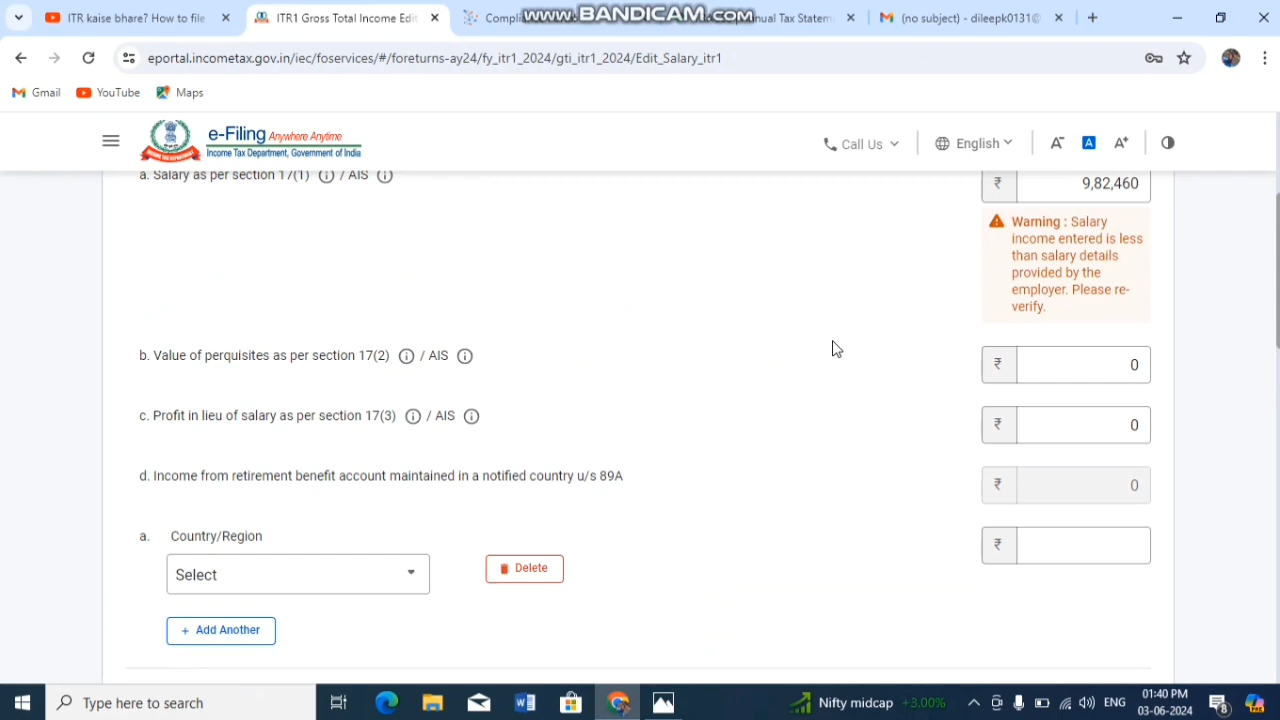 ITR kaise bhare? How to file
ITR1 Gross Total Income Edit
Compli
www.BANDICAM.com
nual Tax Statem
(no subject) - dileepk0131@
eportal.incometax.gov.in/iec/foservices/#/foreturns-ay24/fy_itr1_2024/gti_itr1_2024/Edit_Salary_itr1
Gmail
YouTube
Maps
e-Filing Anywhere Anytime
Income Tax Department, Government of India
Call Us
English
A-
A
A+
a. Salary as per section 17(1) / AIS
₹ 9,82,460
Warning : Salary
income entered is less
than salary details
provided by the
employer. Please re-
verify.
b. Value of perquisites as per section 17(2) / AIS
₹ 0
c. Profit in lieu of salary as per section 17(3) / AIS
₹ 0
d. Income from retirement benefit account maintained in a notified country u/s 89A
₹ 0
a. Country/Region
₹
Select
Delete
+ Add Another
Type here to search
Nifty midcap +3.00%
ENG
01:40 PM
03-06-2024
8